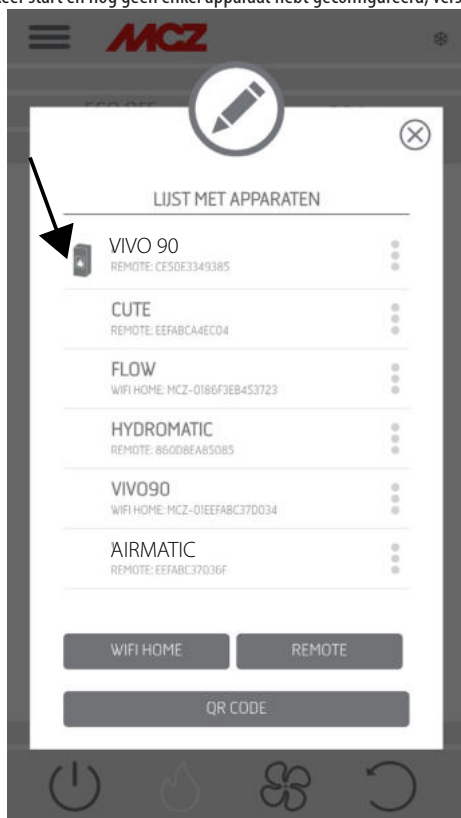 MCZ
LIJST MET APPARATEN
VIVO 90
REMOTE: CE50E3349385
CUTE
REMOTE: EEFABCA4EC04
FLOW
WIFI HOME: MCZ-0186F3EB453723
HYDROMATIC
REMOTE: 860D8EA85085
VIVO90
WIFI HOME: MCZ-01EEFABC37D034
AIRMATIC
REMOTE: EEFABC37036F
WIFI HOME
REMOTE
QR CODE